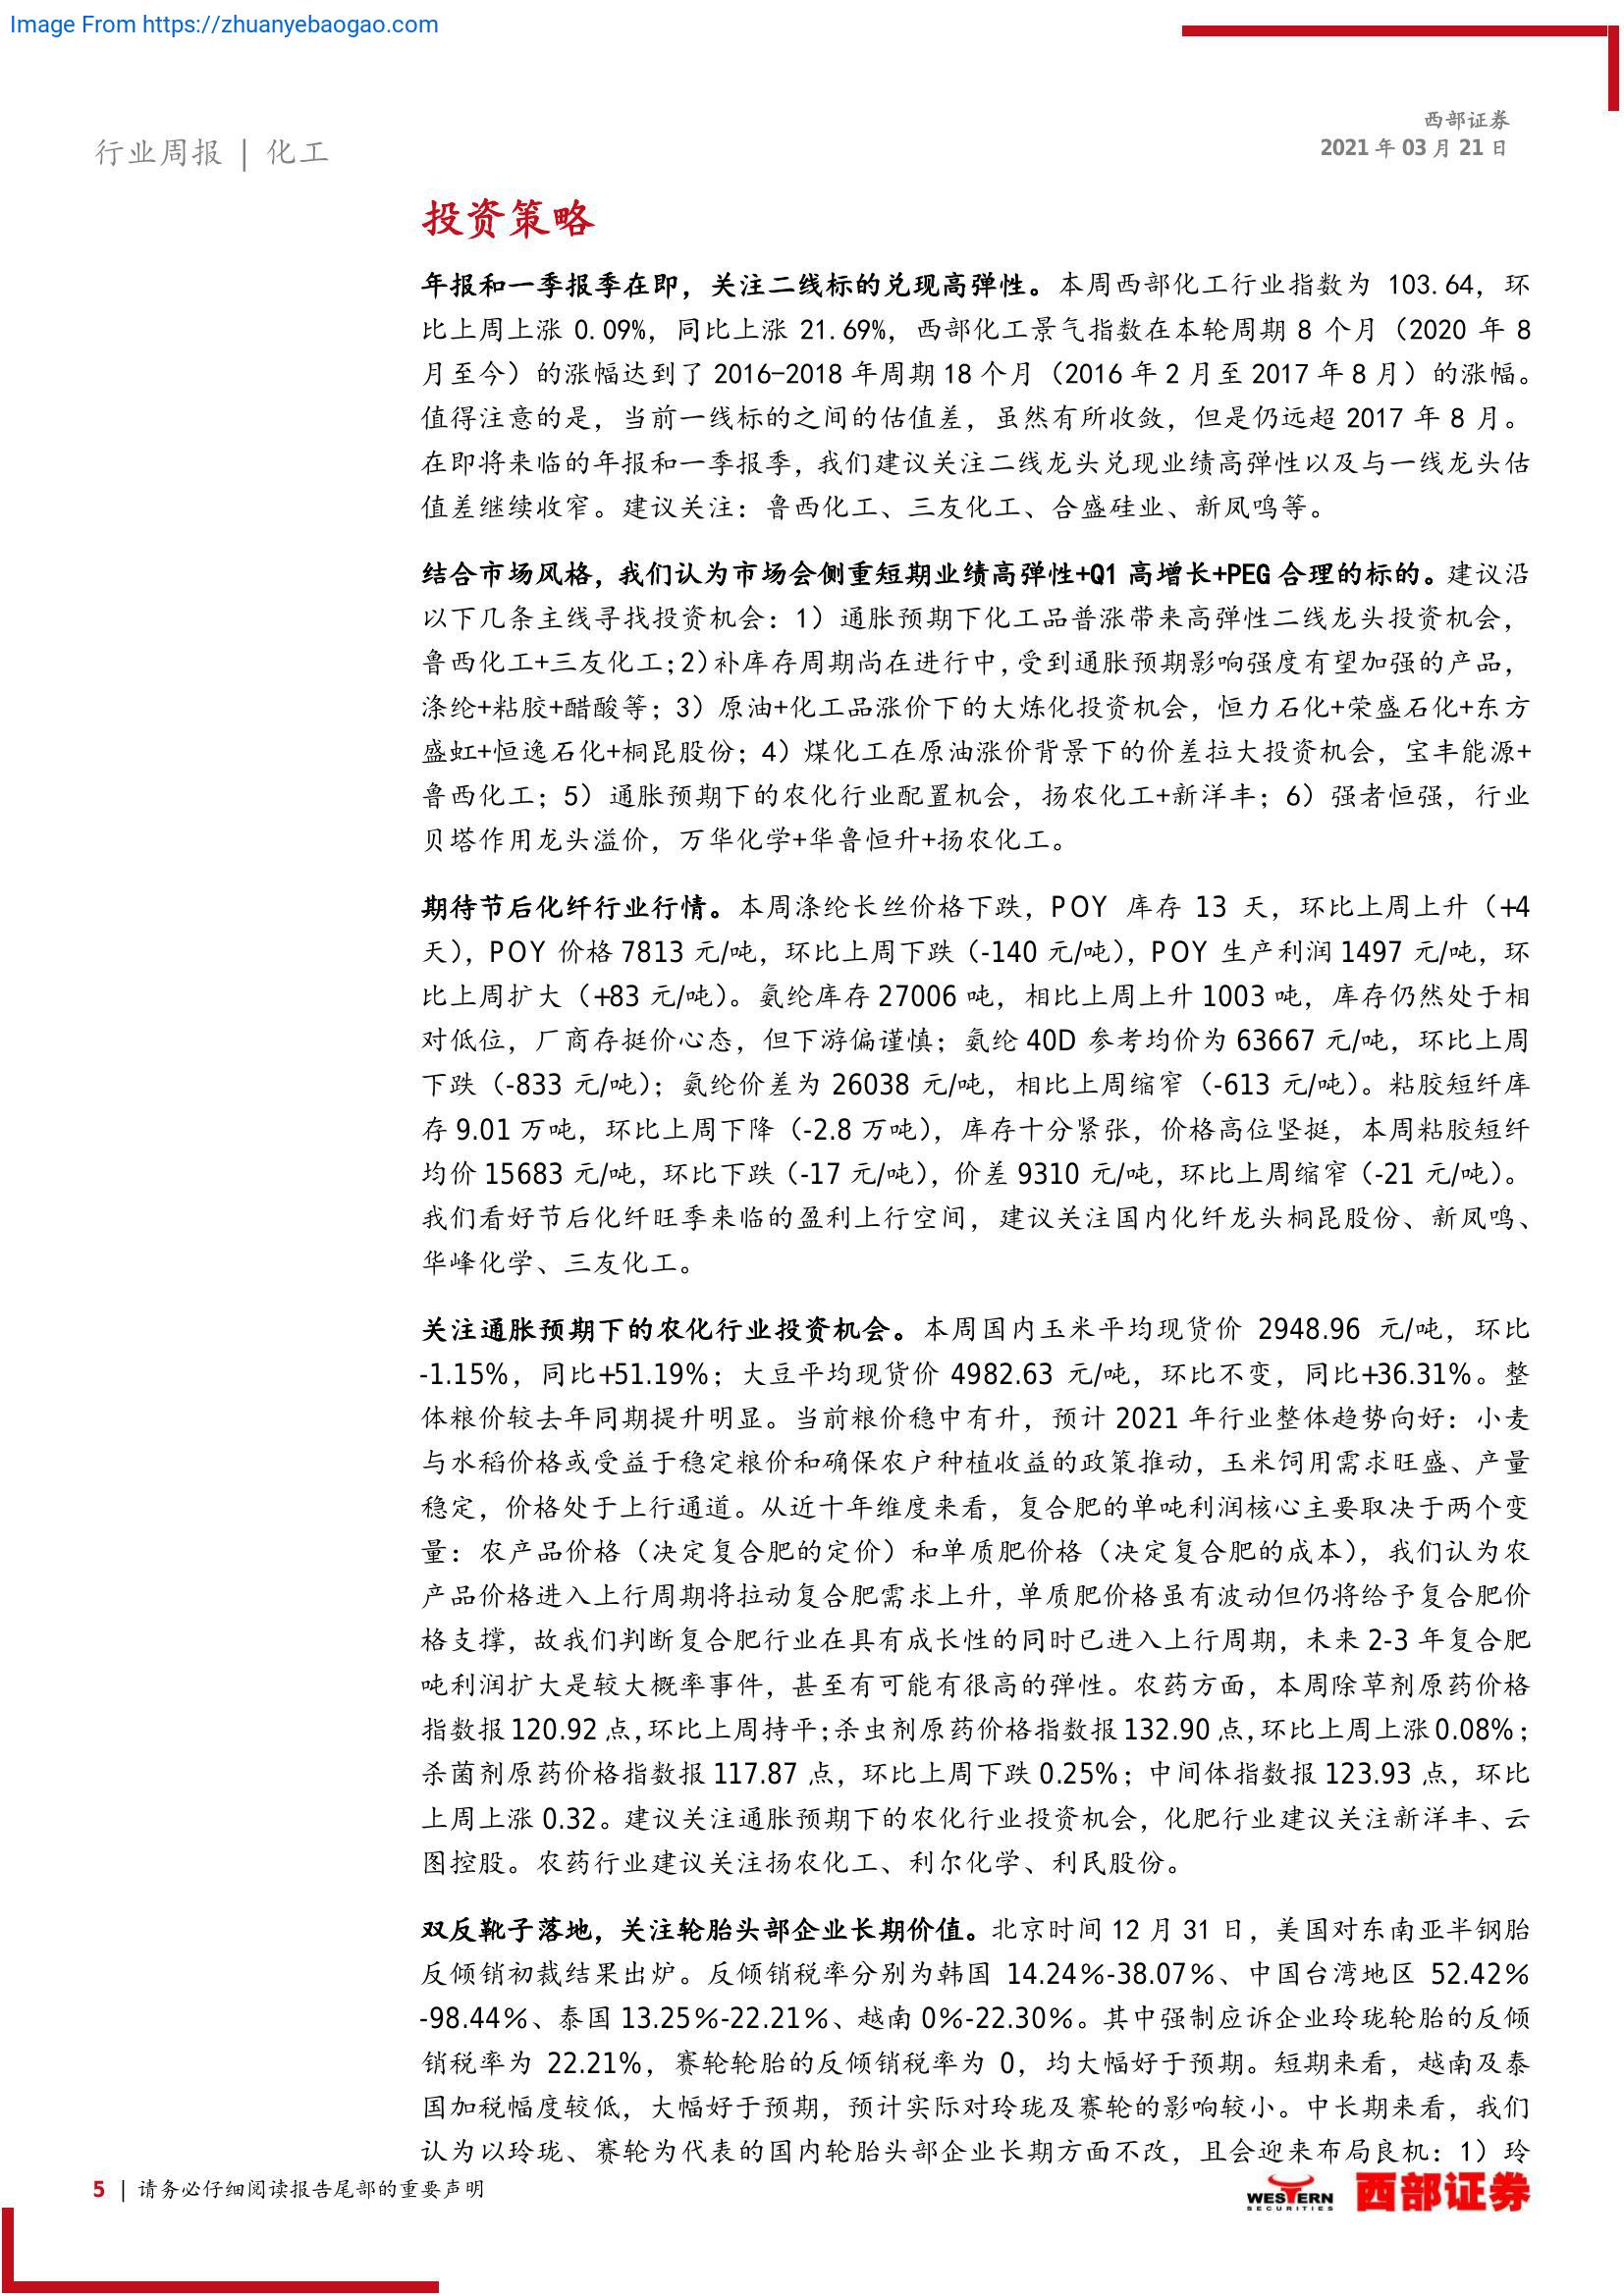 Image From https://zhuanyebaogao.com
西部证券
2021 年 03 月 21 日
行业周报 | 化工
投资策略
年报和一季报季在即，关注二线标的兑现高弹性。本周西部化工行业指数为 103.64，环
比上周上涨 0.09%，同比上涨 21.69%，西部化工景气指数在本轮周期 8 个月（2020 年 8
月至今）的涨幅达到了 2016-2018 年周期 18 个月（2016 年 2 月至 2017 年 8 月）的涨幅。
值得注意的是，当前一线标的之间的估值差，虽然有所收敛，但是仍远超 2017 年 8 月。
在即将来临的年报和一季报季，我们建议关注二线龙头兑现业绩高弹性以及与一线龙头估
值差继续收窄。建议关注：鲁西化工、三友化工、合盛硅业、新凤鸣等。
结合市场风格，我们认为市场会侧重短期业绩高弹性+Q1 高增长+PEG 合理的标的。建议沿
以下几条主线寻找投资机会：1）通胀预期下化工品普涨带来高弹性二线龙头投资机会，
鲁西化工+三友化工；2）补库存周期尚在进行中，受到通胀预期影响强度有望加强的产品，
涤纶+粘胶+醋酸等；3）原油+化工品涨价下的大炼化投资机会，恒力石化+荣盛石化+东方
盛虹+恒逸石化+桐昆股份；4）煤化工在原油涨价背景下的价差拉大投资机会，宝丰能源+
鲁西化工；5）通胀预期下的农化行业配置机会，扬农化工+新洋丰；6）强者恒强，行业
贝塔作用龙头溢价，万华化学+华鲁恒升+扬农化工。
期待节后化纤行业行情。本周涤纶长丝价格下跌，POY 库存 13 天，环比上周上升（+4
天），POY 价格 7813 元/吨，环比上周下跌（-140 元/吨），POY 生产利润 1497 元/吨，环
比上周扩大（+83 元/吨）。氨纶库存 27006 吨，相比上周上升 1003 吨，库存仍然处于相
对低位，厂商存挺价心态，但下游偏谨慎；氨纶 40D 参考均价为 63667 元/吨，环比上周
下跌（-833 元/吨）；氨纶价差为 26038 元/吨，相比上周缩窄（-613 元/吨）。粘胶短纤库
存 9.01 万吨，环比上周下降（-2.8 万吨），库存十分紧张，价格高位坚挺，本周粘胶短纤
均价 15683 元/吨，环比下跌（-17 元/吨），价差 9310 元/吨，环比上周缩窄（-21 元/吨）。
我们看好节后化纤旺季来临的盈利上行空间，建议关注国内化纤龙头桐昆股份、新凤鸣、
华峰化学、三友化工。
关注通胀预期下的农化行业投资机会。本周国内玉米平均现货价 2948.96 元/吨，环比
-1.15%，同比+51.19%；大豆平均现货价 4982.63 元/吨，环比不变，同比+36.31%。整
体粮价较去年同期提升明显。当前粮价稳中有升，预计 2021 年行业整体趋势向好：小麦
与水稻价格或受益于稳定粮价和确保农户种植收益的政策推动，玉米饲用需求旺盛、产量
稳定，价格处于上行通道。从近十年维度来看，复合肥的单吨利润核心主要取决于两个变
量：农产品价格（决定复合肥的定价）和单质肥价格（决定复合肥的成本），我们认为农
产品价格进入上行周期将拉动复合肥需求上升，单质肥价格虽有波动但仍将给予复合肥价
格支撑，故我们判断复合肥行业在具有成长性的同时已进入上行周期，未来 2-3 年复合肥
吨利润扩大是较大概率事件，甚至有可能有很高的弹性。农药方面，本周除草剂原药价格
指数报 120.92 点，环比上周持平；杀虫剂原药价格指数报 132.90 点，环比上周上涨 0.08%；
杀菌剂原药价格指数报 117.87 点，环比上周下跌 0.25%；中间体指数报 123.93 点，环比
上周上涨 0.32。建议关注通胀预期下的农化行业投资机会，化肥行业建议关注新洋丰、云
图控股。农药行业建议关注扬农化工、利尔化学、利民股份。
双反靴子落地，关注轮胎头部企业长期价值。北京时间 12 月 31 日，美国对东南亚半钢胎
反倾销初裁结果出炉。反倾销税率分别为韩国 14.24%-38.07%、中国台湾地区 52.42%
-98.44%、泰国 13.25%-22.21%、越南 0%-22.30%。其中强制应诉企业玲珑轮胎的反倾
销税率为 22.21%，赛轮轮胎的反倾销税率为 0，均大幅好于预期。短期来看，越南及泰
国加税幅度较低，大幅好于预期，预计实际对玲珑及赛轮的影响较小。中长期来看，我们
认为以玲珑、赛轮为代表的国内轮胎头部企业长期方面不改，且会迎来布局良机：1）玲
5 | 请务必仔细阅读报告尾部的重要声明
WESTERN
SECURITIES
西部证券